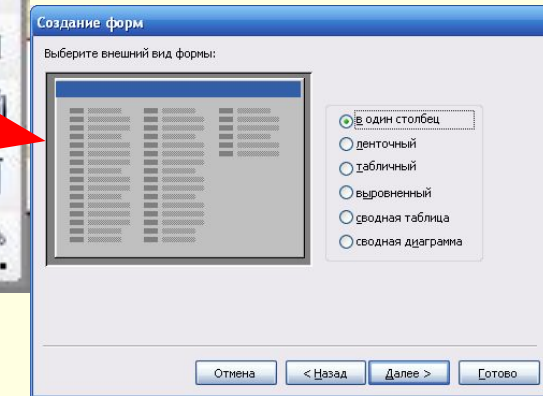 Создание форм
Выберите внешний вид формы:
в один столбец
ленточный
табличный
выровненный
сводная таблица
сводная диаграмма
Отмена
< Назад
Далее >
Готово